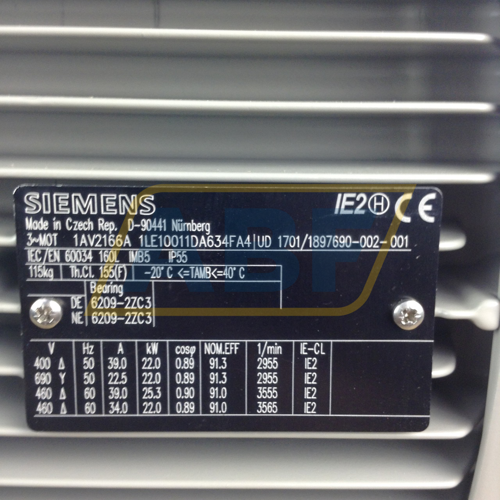 SIEMENS IE2 H CE
Made in Czech Rep. D-90441 Nürnberg
3~MOT 1AV2166A 1LE10011DA634FA4 UD 1701/1897690-002-001
IEC/EN 60034 160L IMB5 IP55
115kg Th.Cl. 155(F) -20°C <=TAMB<=40°C
Bearing
DE 6209-2ZC3
NE 6209-2ZC3
V Hz A kW cosφ NOM.EFF 1/min IE-CL
400 Δ 50 39.0 22.0 0.89 91.3 2955 IE2
690 Y 50 22.5 22.0 0.89 91.3 2955 IE2
460 Δ 60 39.0 25.3 0.90 91.0 3555 IE2
460 Δ 60 34.0 22.0 0.89 91.0 3565 IE2
ABF